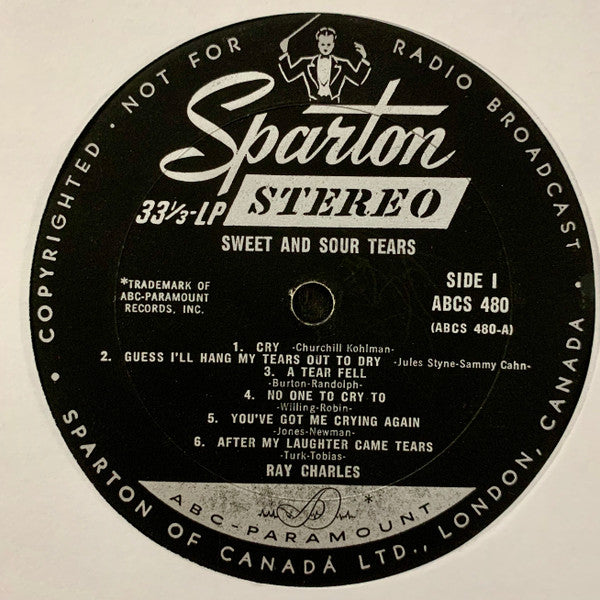 COPYRIGHTED · NOT FOR RADIO BROADCAST ·
Sparton
33⅓-LP STEREO
SWEET AND SOUR TEARS
*TRADEMARK OF
ABC-PARAMOUNT
RECORDS, INC.
SIDE I
ABCS 480
(ABCS 480-A)
1. CRY -Churchill Kohlman-
2. GUESS I'LL HANG MY TEARS OUT TO DRY -Jules Styne-Sammy Cahn-
3. A TEAR FELL
-Burton-Randolph-
4. NO ONE TO CRY TO
-Willing-Robin-
5. YOU'VE GOT ME CRYING AGAIN
-Jones-Newman-
6. AFTER MY LAUGHTER CAME TEARS
-Turk-Tobias-
RAY CHARLES
*
ABC-PARAMOUNT
· SPARTON OF CANADA LTD., LONDON, CANADA ·